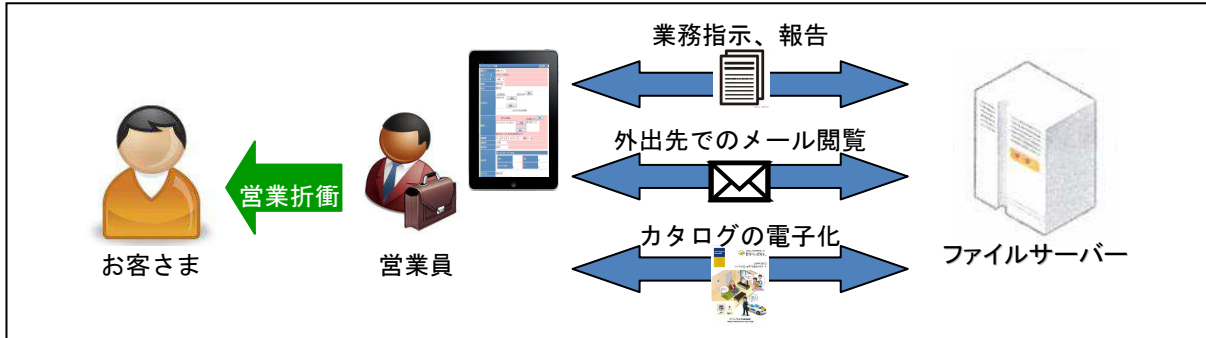 業務指示、報告
外出先でのメール閲覧
営業折衝
カタログの電子化
お客さま
営業員
ファイルサーバー